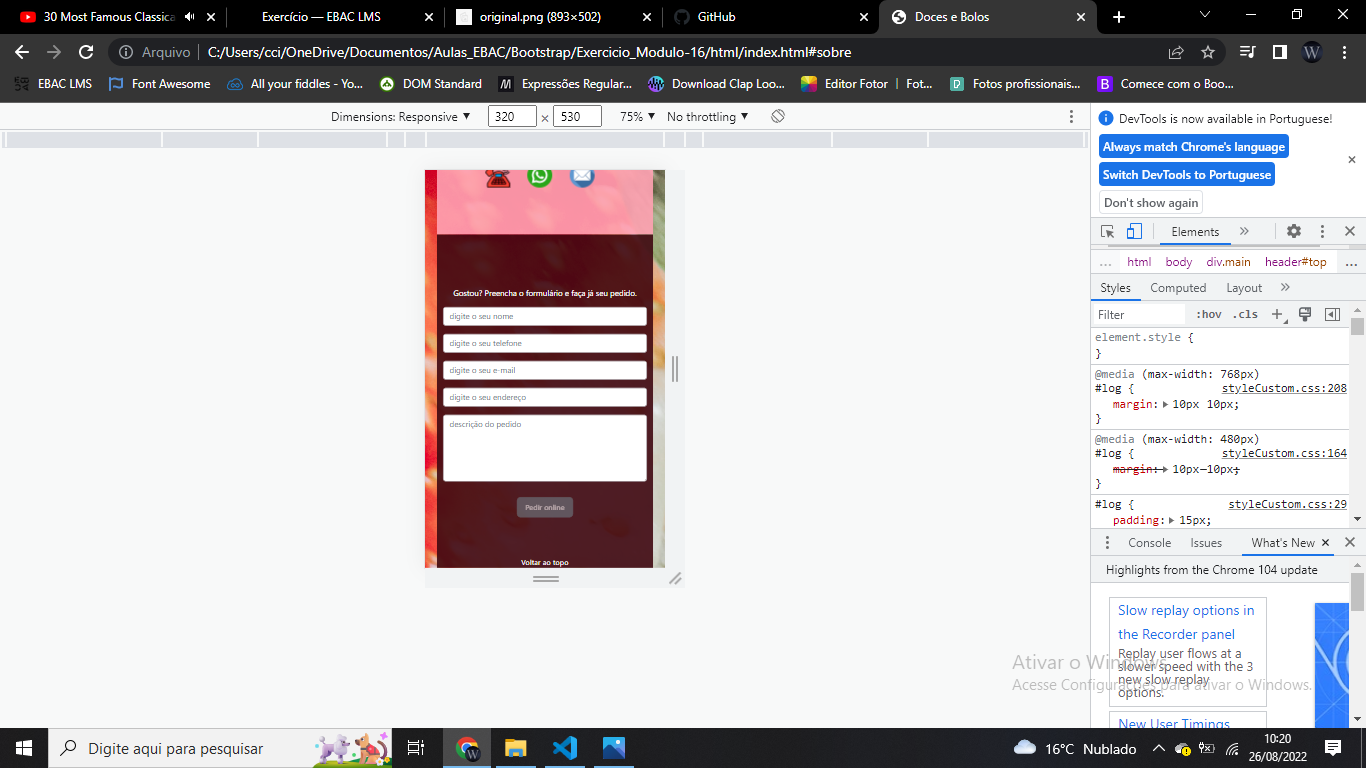 30 Most Famous Classica
Exercício — EBAC LMS
original.png (893×502)
GitHub
Doces e Bolos
Arquivo
C:/Users/cci/OneDrive/Documentos/Aulas_EBAC/Bootstrap/Exercicio_Modulo-16/html/index.html#sobre
W
EBAC LMS
Font Awesome
All your fiddles - Yo...
DOM Standard
Expressões Regular...
Download Clap Loo...
Editor Fotor | Fot...
Fotos profissionais...
Comece com o Boo...
Dimensions: Responsive
320
×
530
75%
No throttling
DevTools is now available in Portuguese!
Always match Chrome's language
Switch DevTools to Portuguese
Don't show again
Elements
... html body div.main header#top ...
Styles
Computed
Layout
Filter
:hov
.cls
element.style {
}
@media (max-width: 768px)
#log { styleCustom.css:208
margin: 10px 10px;
}
@media (max-width: 480px)
#log { styleCustom.css:164
margin: 10px 10px;
}
#log { styleCustom.css:29
padding: 15px;
Gostou? Preencha o formulário e faça já seu pedido.
digite o seu nome
digite o seu telefone
digite o seu e-mail
digite o seu endereço
descrição do pedido
Pedir online
Voltar ao topo
Console
Issues
What's New
Highlights from the Chrome 104 update
Slow replay options in
the Recorder panel
Replay user flows at a
slower speed with the 3
new slow replay
options.
New User Timings
Ativar o Windows
Acesse Configurações para ativar o Windows.
Digite aqui para pesquisar
16°C Nublado
10:20
26/08/2022